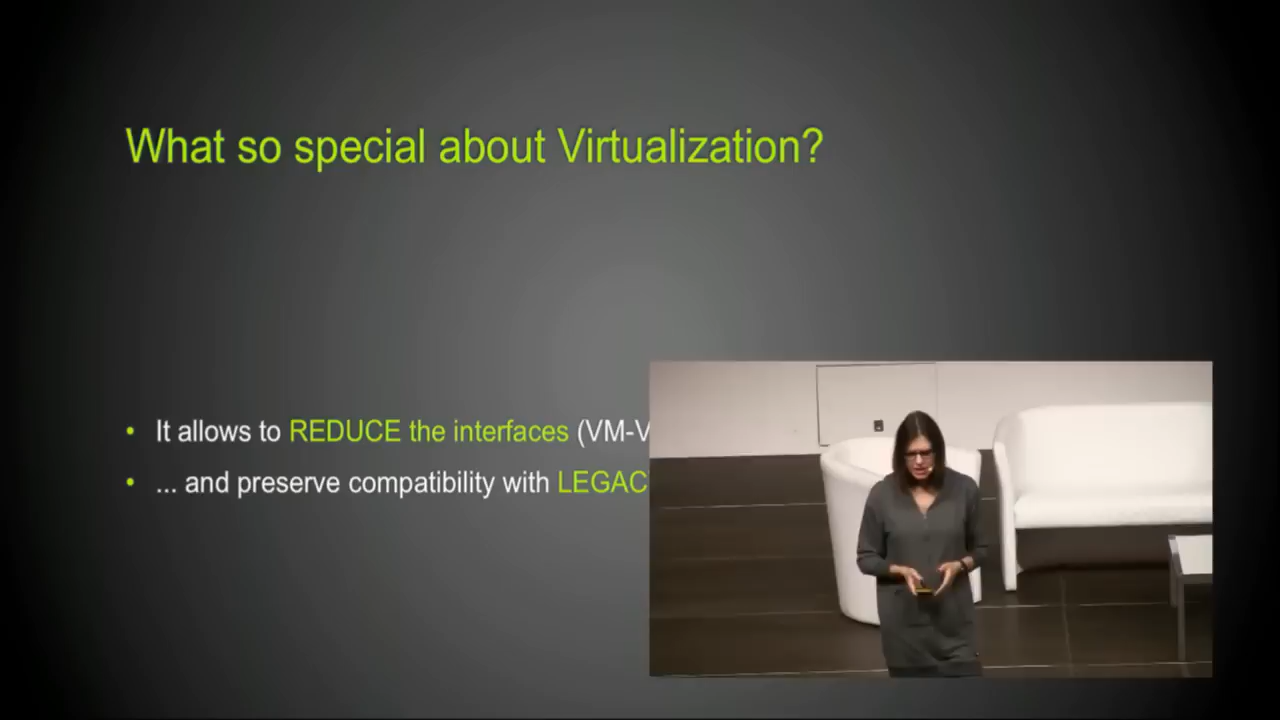 What so special about Virtualization?
• It allows to REDUCE the interfaces (VM-V
• ... and preserve compatibility with LEGAC